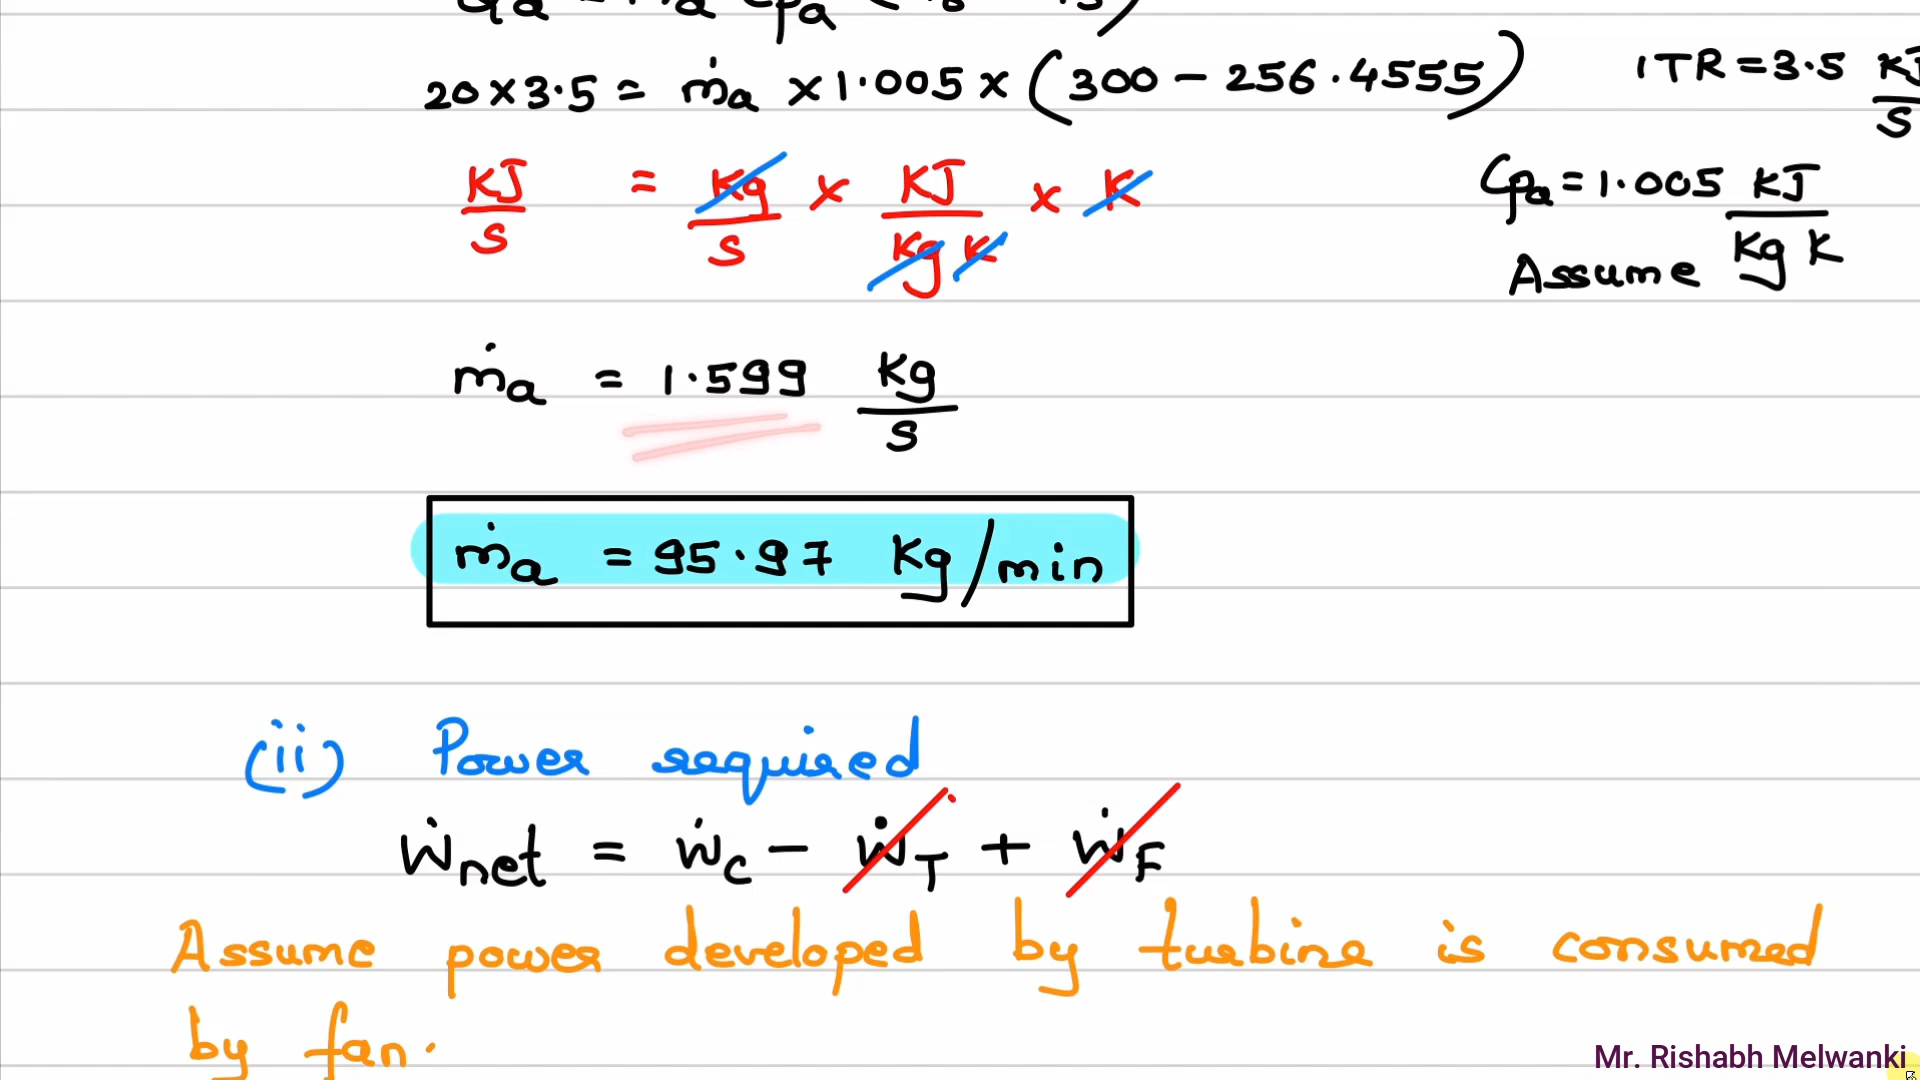 20×3.5 = ṁa ×1.005×(300 − 256.4555)
1TR = 3.5 KJ/S
KJ/S = Kg/S × KJ/Kg K × K
Cpa = 1.005 KJ/Kg K
Assume
ṁa = 1.599 Kg/S
ṁa = 95.97 Kg/min
(ii) Power required
Ẇnet = ẆC − ẆT + ẆF
Assume power developed by turbine is consumed
by fan.
Mr. Rishabh Melwanki